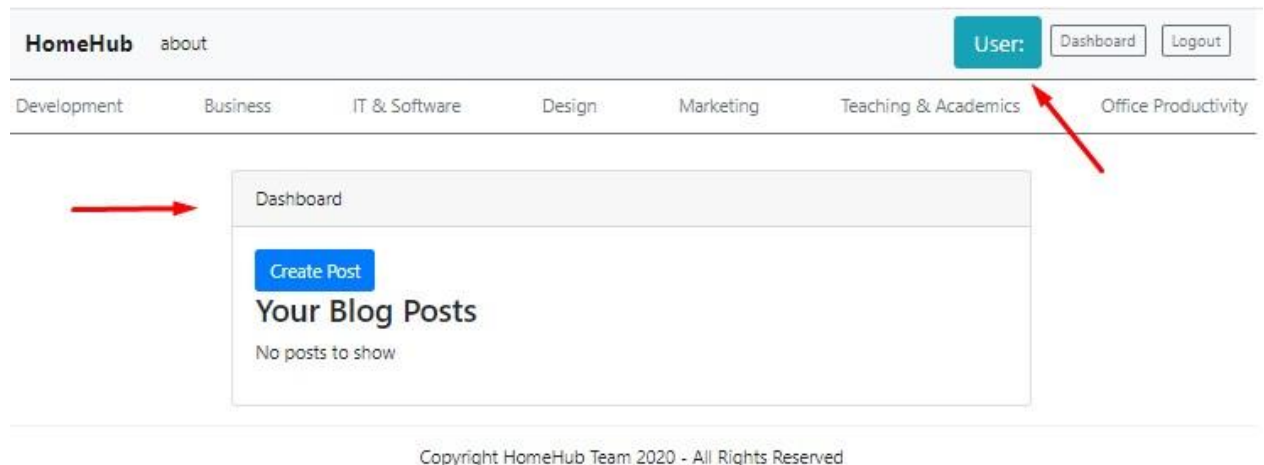 HomeHub about User: Dashboard Logout
Development Business IT & Software Design Marketing Teaching & Academics Office Productivity
Dashboard
Create Post
Your Blog Posts
No posts to show
Copyright HomeHub Team 2020 - All Rights Reserved